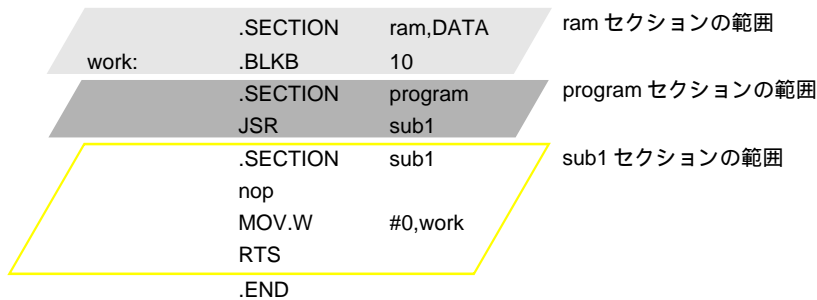 .SECTION ram,DATA ram セクションの範囲
work: .BLKB 10
.SECTION program program セクションの範囲
JSR sub1
.SECTION sub1 sub1 セクションの範囲
nop
MOV.W #0,work
RTS
.END